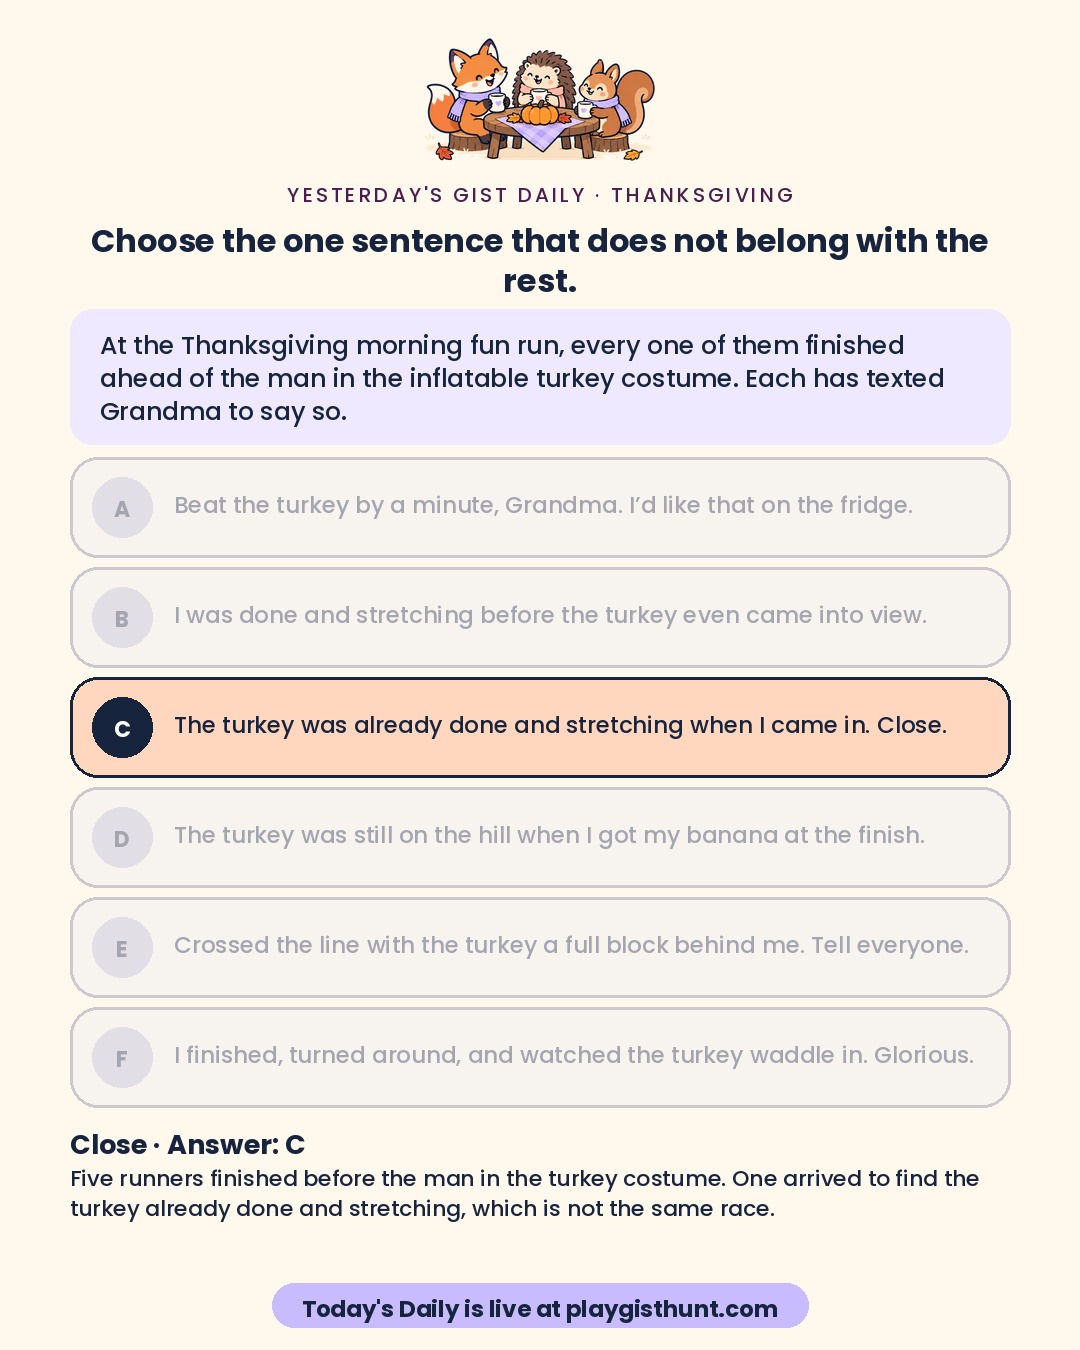 YESTERDAY'S GIST DAILY · THANKSGIVING
Choose the one sentence that does not belong with the
rest.
At the Thanksgiving morning fun run, every one of them finished
ahead of the man in the inflatable turkey costume. Each has texted
Grandma to say so.
A Beat the turkey by a minute, Grandma. I’d like that on the fridge.
B I was done and stretching before the turkey even came into view.
C The turkey was already done and stretching when I came in. Close.
D The turkey was still on the hill when I got my banana at the finish.
E Crossed the line with the turkey a full block behind me. Tell everyone.
F I finished, turned around, and watched the turkey waddle in. Glorious.
Close · Answer: C
Five runners finished before the man in the turkey costume. One arrived to find the
turkey already done and stretching, which is not the same race.
Today's Daily is live at playgisthunt.com